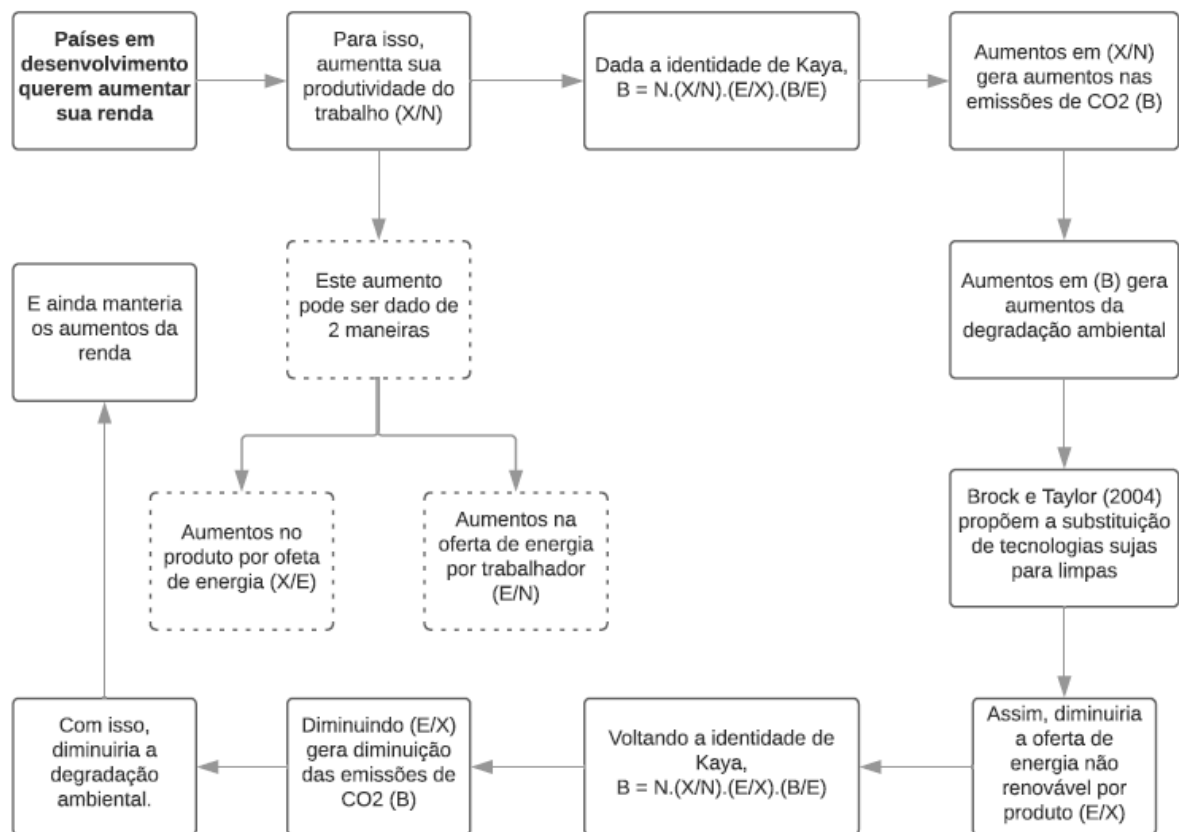 Países em
desenvolvimento
querem aumentar
sua renda
Para isso,
aumentta sua
produtividade do
trabalho (X/N)
Dada a identidade de Kaya,
B = N.(X/N).(E/X).(B/E)
Aumentos em (X/N)
gera aumentos nas
emissões de CO2 (B)
Este aumento
pode ser dado de
2 maneiras
Aumentos em (B) gera
aumentos da
degradação ambiental
E ainda manteria
os aumentos da
renda
Aumentos no
produto por ofeta
de energia (X/E)
Aumentos na
oferta de energia
por trabalhador
(E/N)
Brock e Taylor (2004)
propõem a substituição
de tecnologias sujas
para limpas
Assim, diminuiria
a oferta de
energia não
renovável por
produto (E/X)
Voltando a identidade de
Kaya,
B = N.(X/N).(E/X).(B/E)
Diminuindo (E/X)
gera diminuição
das emissões de
CO2 (B)
Com isso,
diminuiria a
degradação
ambiental.